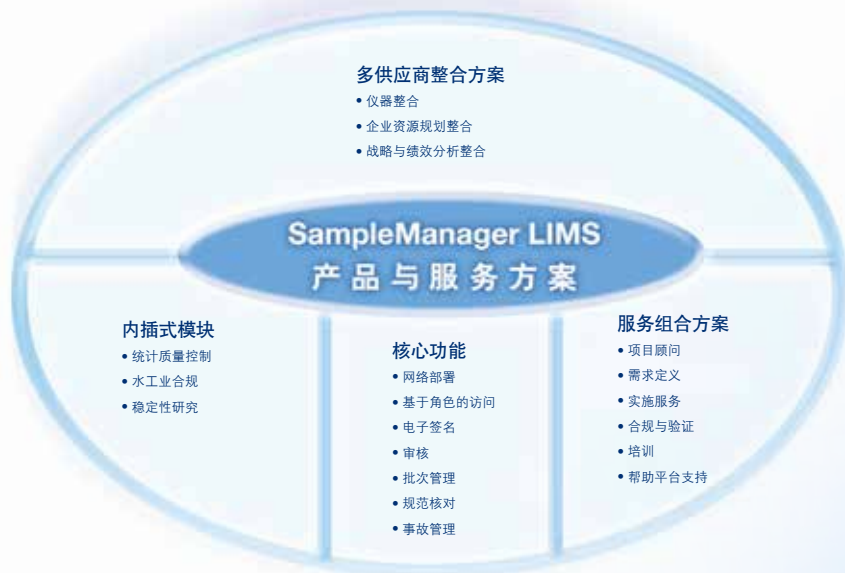 多供应商整合方案
• 仪器整合
• 企业资源规划整合
• 战略与绩效分析整合
SampleManager LIMS
产品与服务方案
内插式模块
• 统计质量控制
• 水工业合规
• 稳定性研究
核心功能
• 网络部署
• 基于角色的访问
• 电子签名
• 审核
• 批次管理
• 规范核对
• 事故管理
服务组合方案
• 项目顾问
• 需求定义
• 实施服务
• 合规与验证
• 培训
• 帮助平台支持